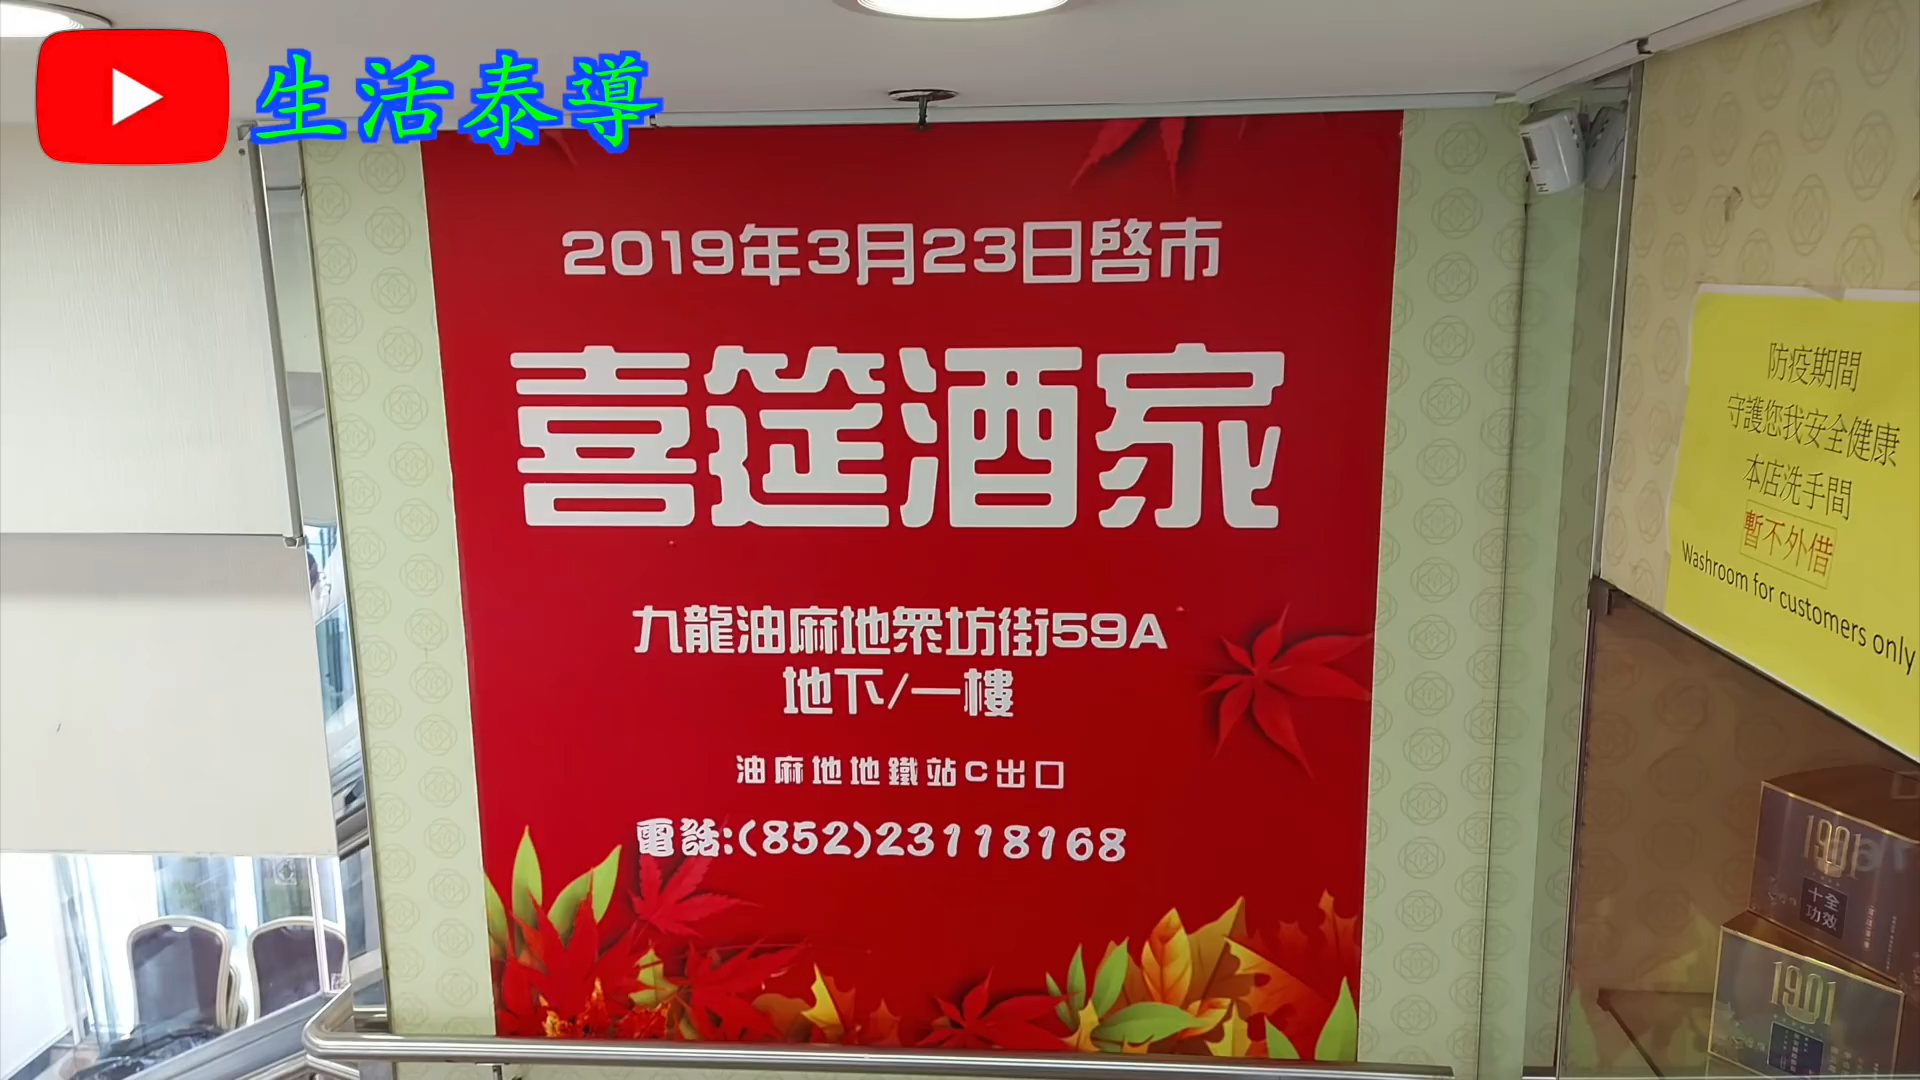 生活泰導
2019年3月23日啓市
喜筵酒家
九龍油麻地眾坊街59A
地下/一樓
油麻地地鐵站C出口
電話:(852)23118168
防疫期間
守護您我安全健康
本店洗手間
暫不外借
Washroom for customers only
1901
十全
功效
1901